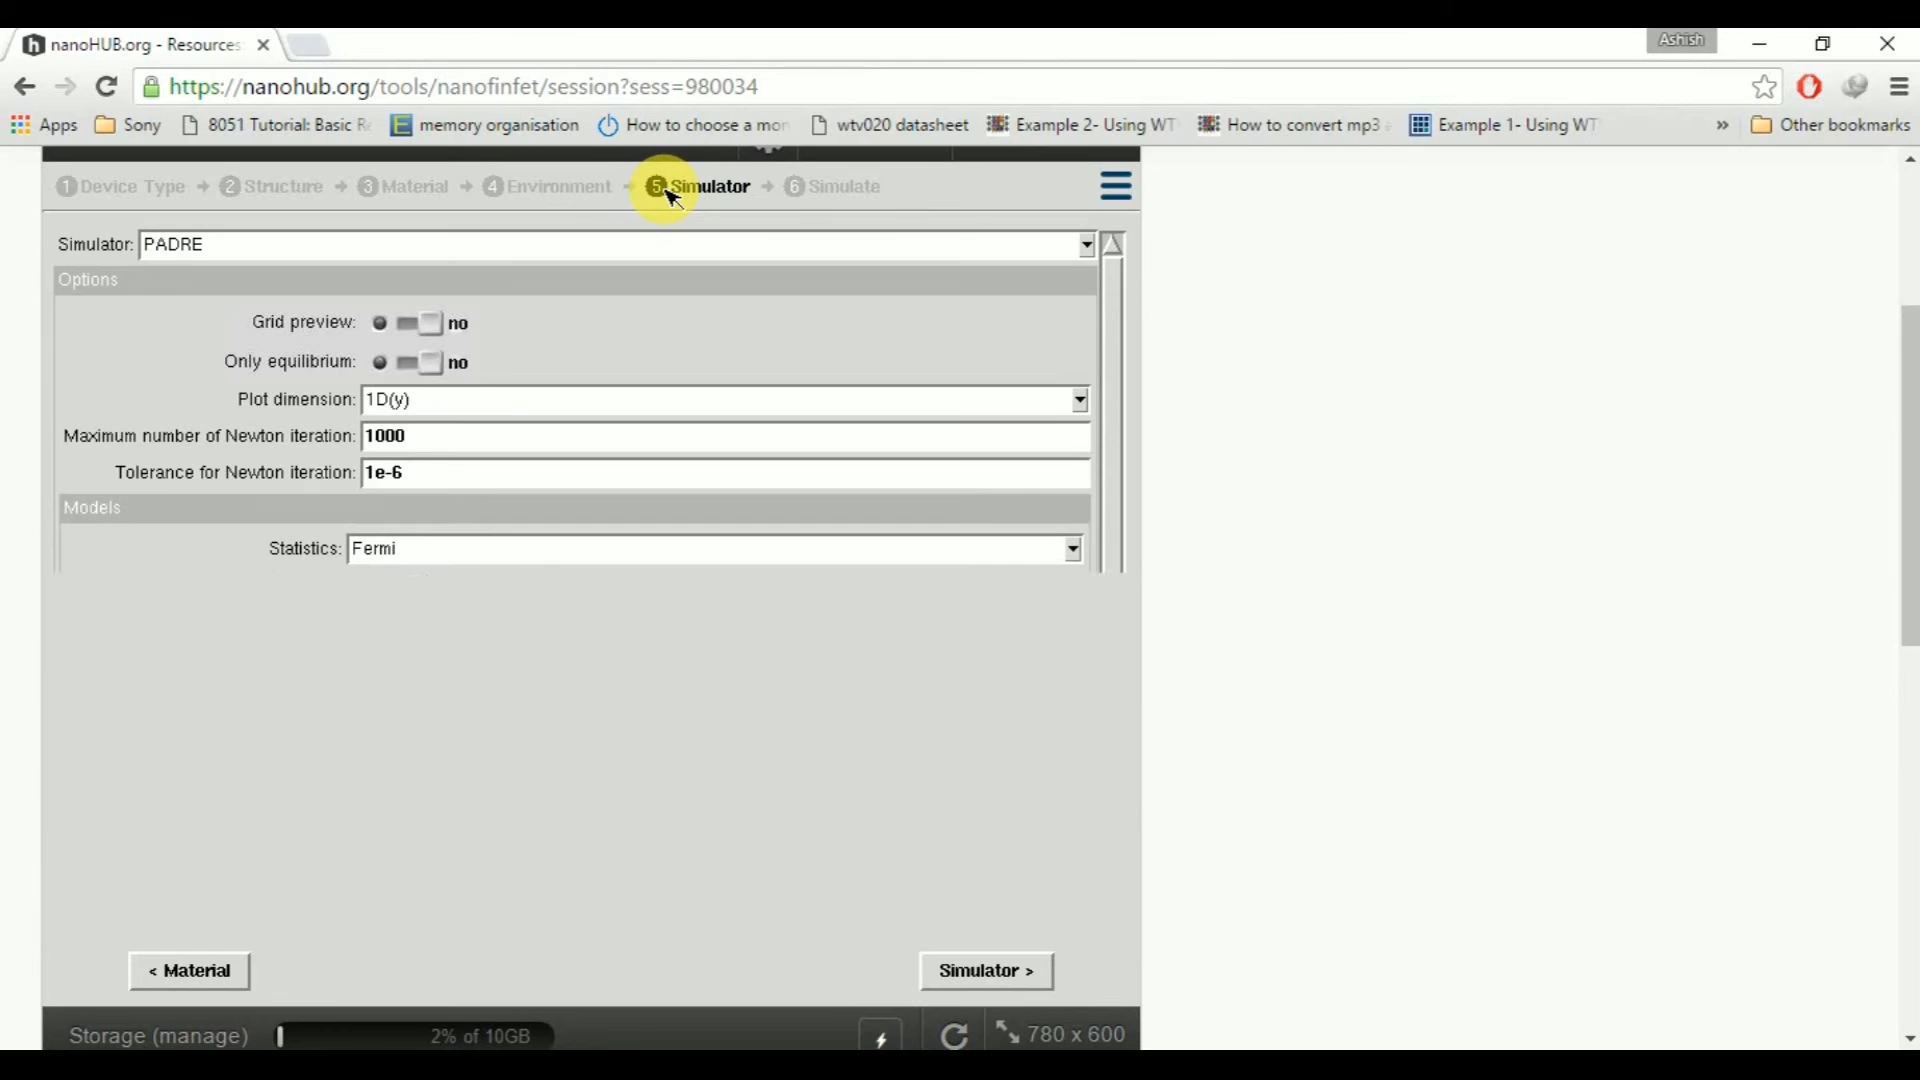 nanoHUB.org - Resources
Ashish
https://nanohub.org/tools/nanofinfet/session?sess=980034
Apps Sony 8051 Tutorial: Basic Re memory organisation How to choose a mon wtv020 datasheet Example 2- Using WT How to convert mp3 Example 1- Using WT » Other bookmarks
1 Device Type → 2 Structure → 3 Material → 4 Environment → 5 Simulator → 6 Simulate
Simulator: PADRE
Options
Grid preview: no
Only equilibrium: no
Plot dimension: 1D(y)
Maximum number of Newton iteration: 1000
Tolerance for Newton iteration: 1e-6
Models
Statistics: Fermi
< Material Simulator >
Storage (manage) 2% of 10GB 780 x 600